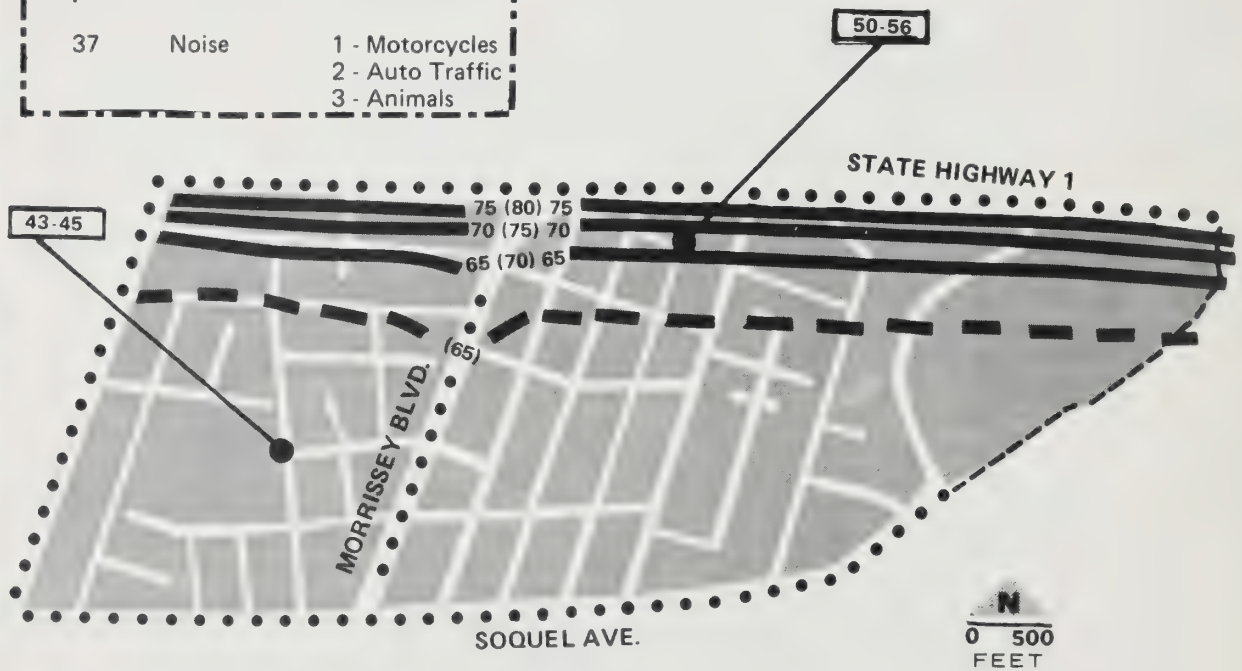 37 Noise 1 - Motorcycles
2 - Auto Traffic
3 - Animals
50-56
STATE HIGHWAY 1
43-45
75 (80) 75
70 (75) 70
65 (70) 65
(65)
MORRISSEY BLVD.
SOQUEL AVE.
N
0 500
FEET